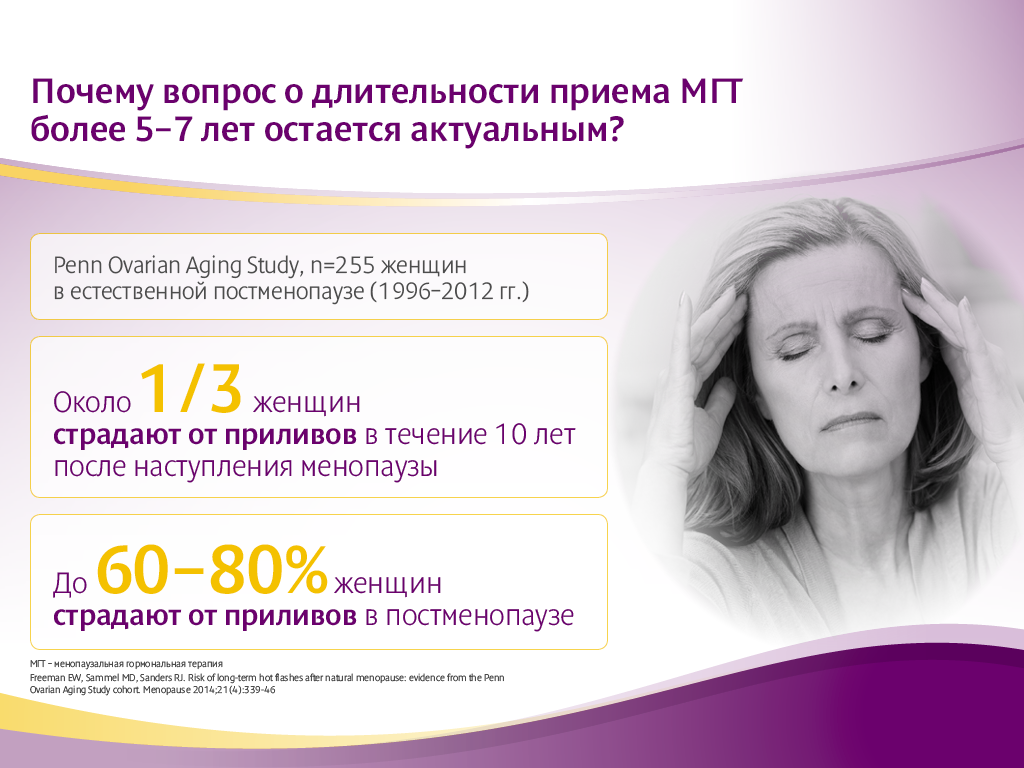 Почему вопрос о длительности приема МГТ
более 5–7 лет остается актуальным?
Penn Ovarian Aging Study, n=255 женщин
в естественной постменопаузе (1996–2012 гг.)
Около 1/3 женщин
страдают от приливов в течение 10 лет
после наступления менопаузы
До 60–80% женщин
страдают от приливов в постменопаузе
МГТ – менопаузальная гормональная терапия
Freeman EW, Sammel MD, Sanders RJ. Risk of long-term hot flashes after natural menopause: evidence from the Penn
Ovarian Aging Study cohort. Menopause 2014;21(4):339-46